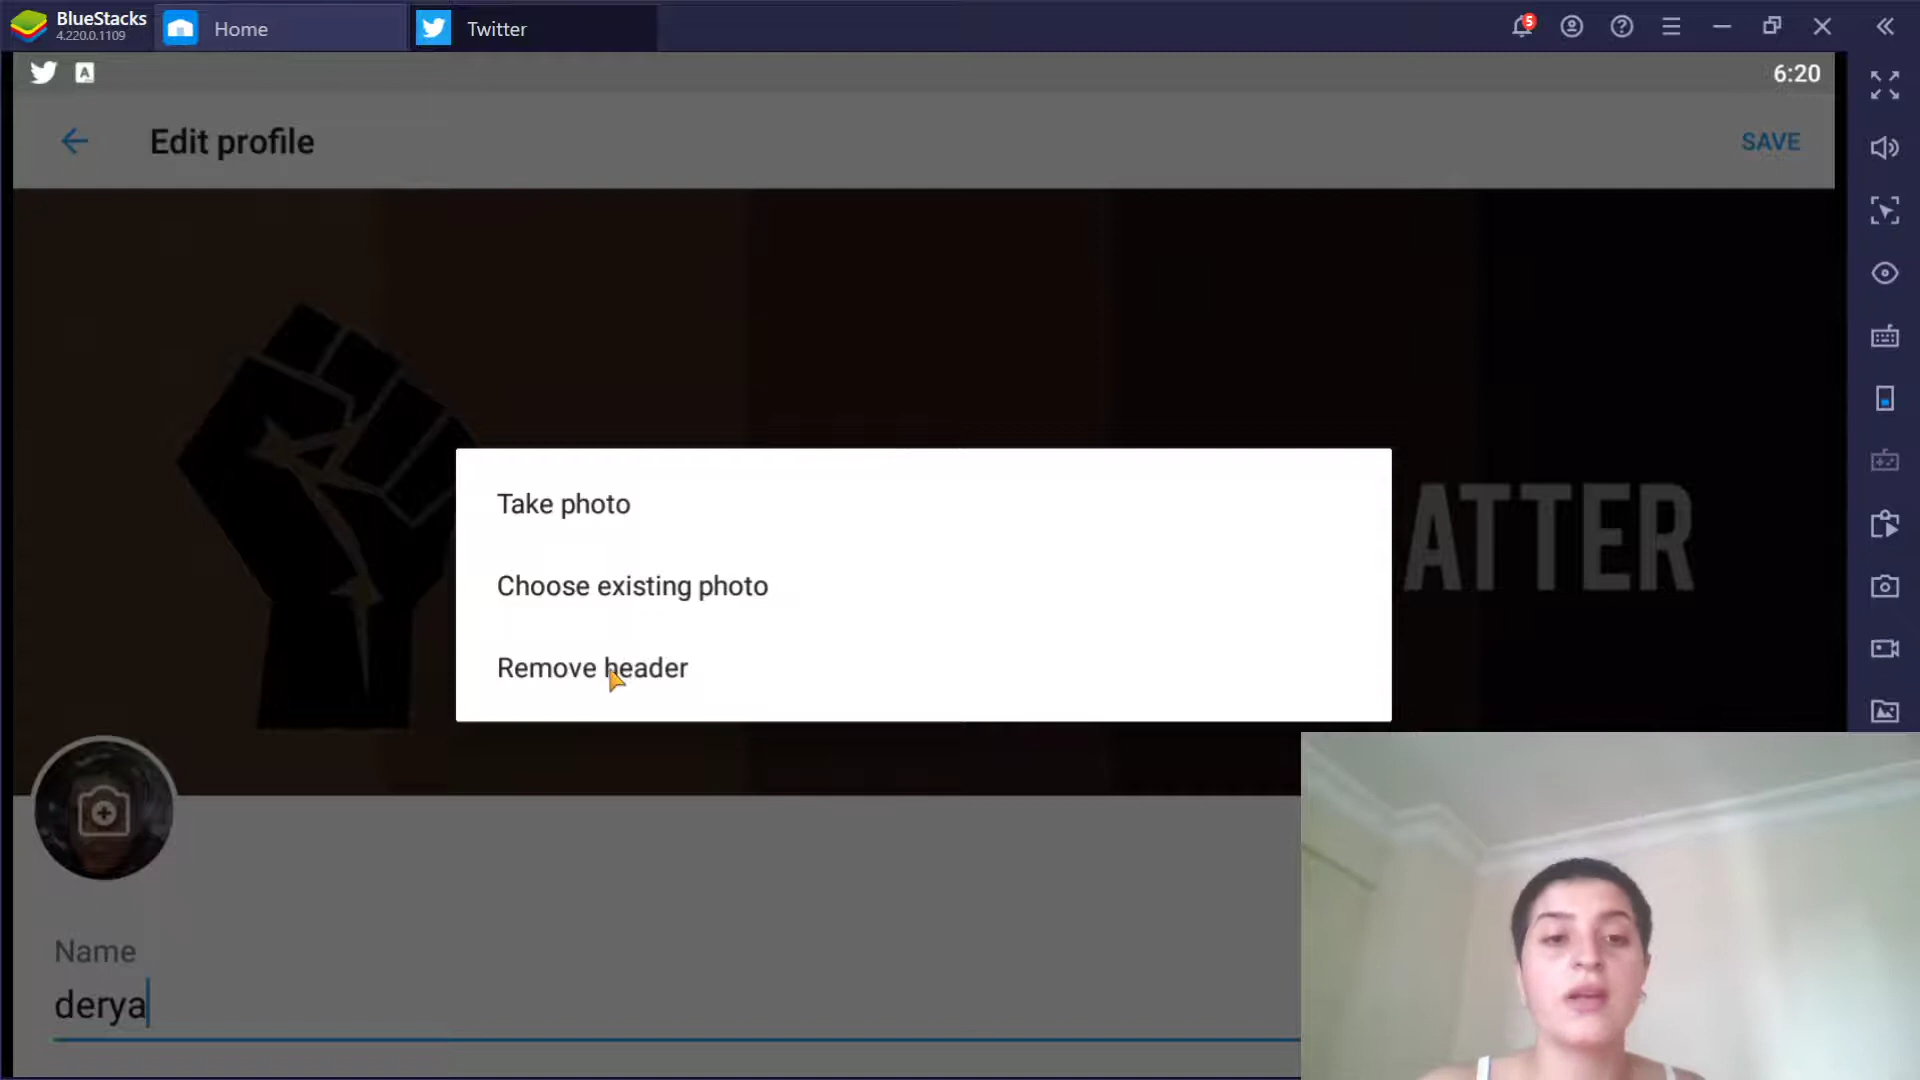 BlueStacks
4.220.0.1109
Home
Twitter
5
A
6:20
Edit profile
SAVE
ATTER
Take photo
Choose existing photo
Remove header
Name
derya